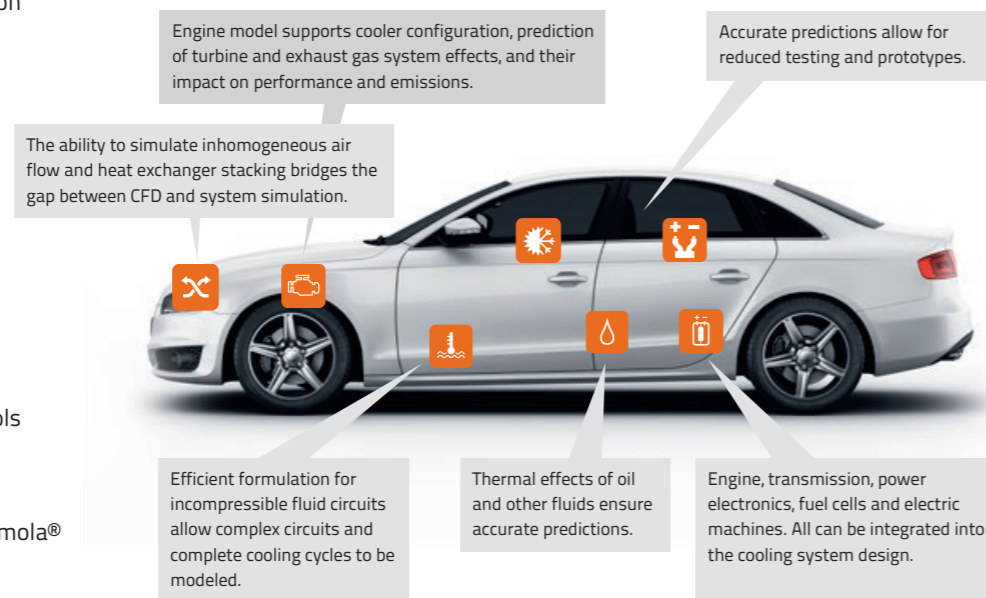 on
Engine model supports cooler configuration, prediction
of turbine and exhaust gas system effects, and their
impact on performance and emissions.
Accurate predictions allow for
reduced testing and prototypes.
The ability to simulate inhomogeneous air
flow and heat exchanger stacking bridges the
gap between CFD and system simulation.
ols
mola®
Efficient formulation for
incompressible fluid circuits
allow complex circuits and
complete cooling cycles to be
modeled.
Thermal effects of oil
and other fluids ensure
accurate predictions.
Engine, transmission, power
electronics, fuel cells and electric
machines. All can be integrated into
the cooling system design.